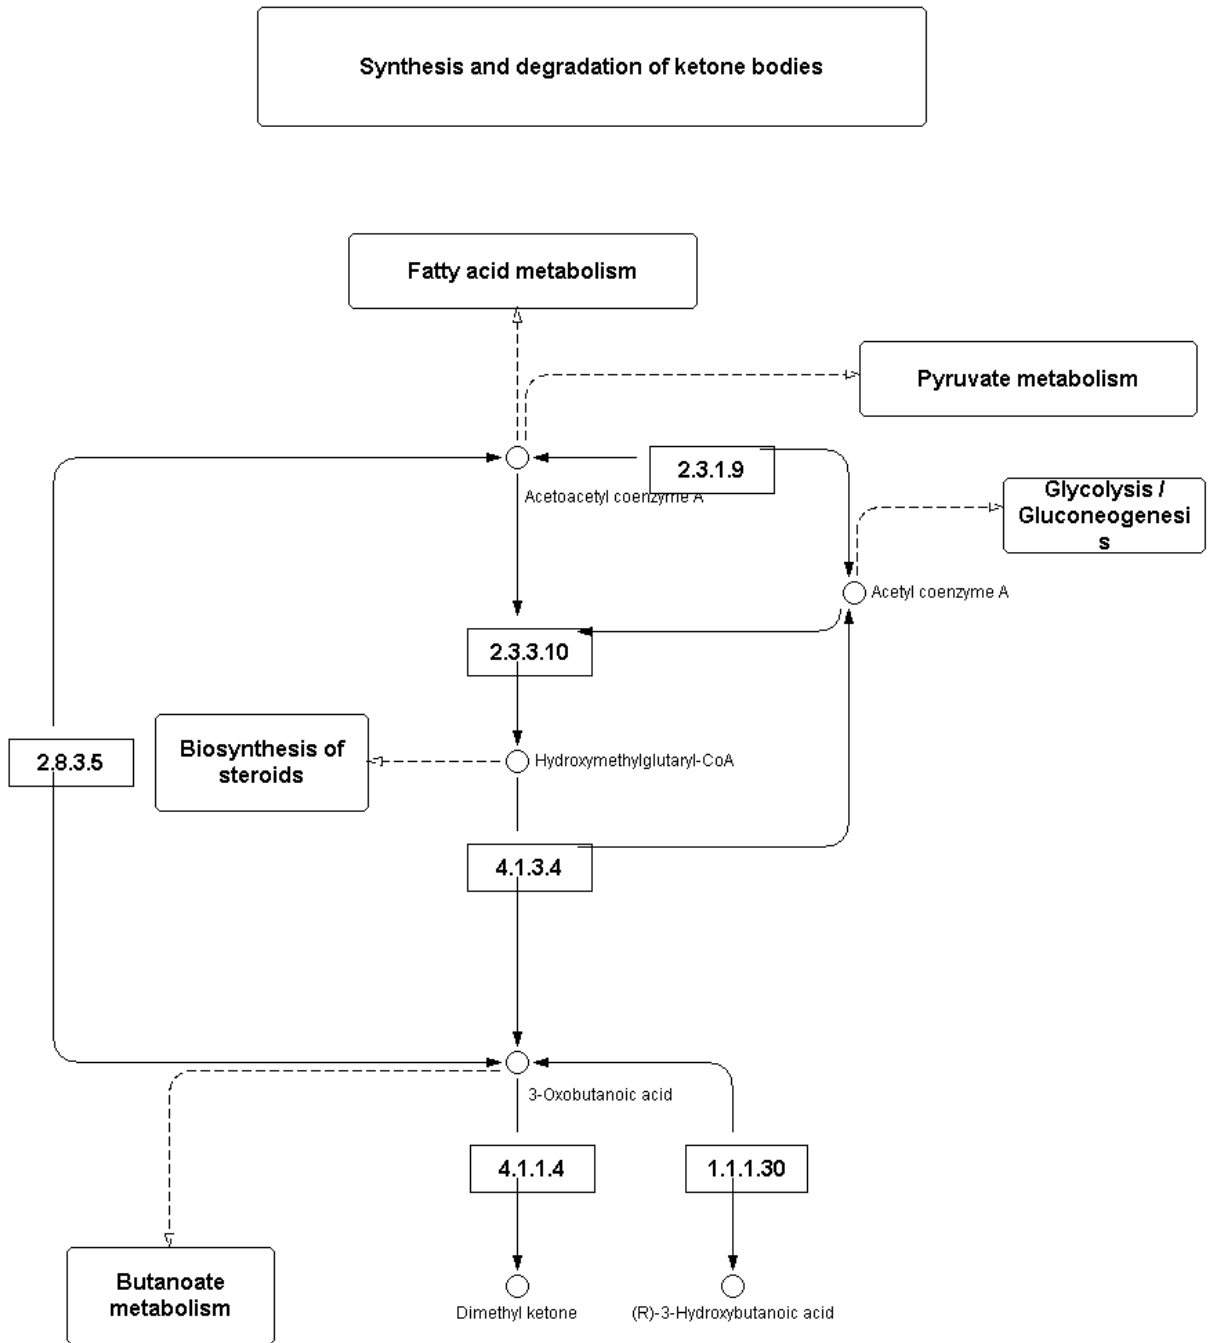 Synthesis and degradation of ketone bodies
Fatty acid metabolism
Pyruvate metabolism
2.3.1.9
Acetoacetyl coenzyme A
Glycolysis /
Gluconeogenesi
s
Acetyl coenzyme A
2.3.3.10
2.8.3.5
Biosynthesis of
steroids
Hydroxymethylglutaryl-CoA
4.1.3.4
3-Oxobutanoic acid
4.1.1.4
1.1.1.30
Butanoate
metabolism
Dimethyl ketone
(R)-3-Hydroxybutanoic acid